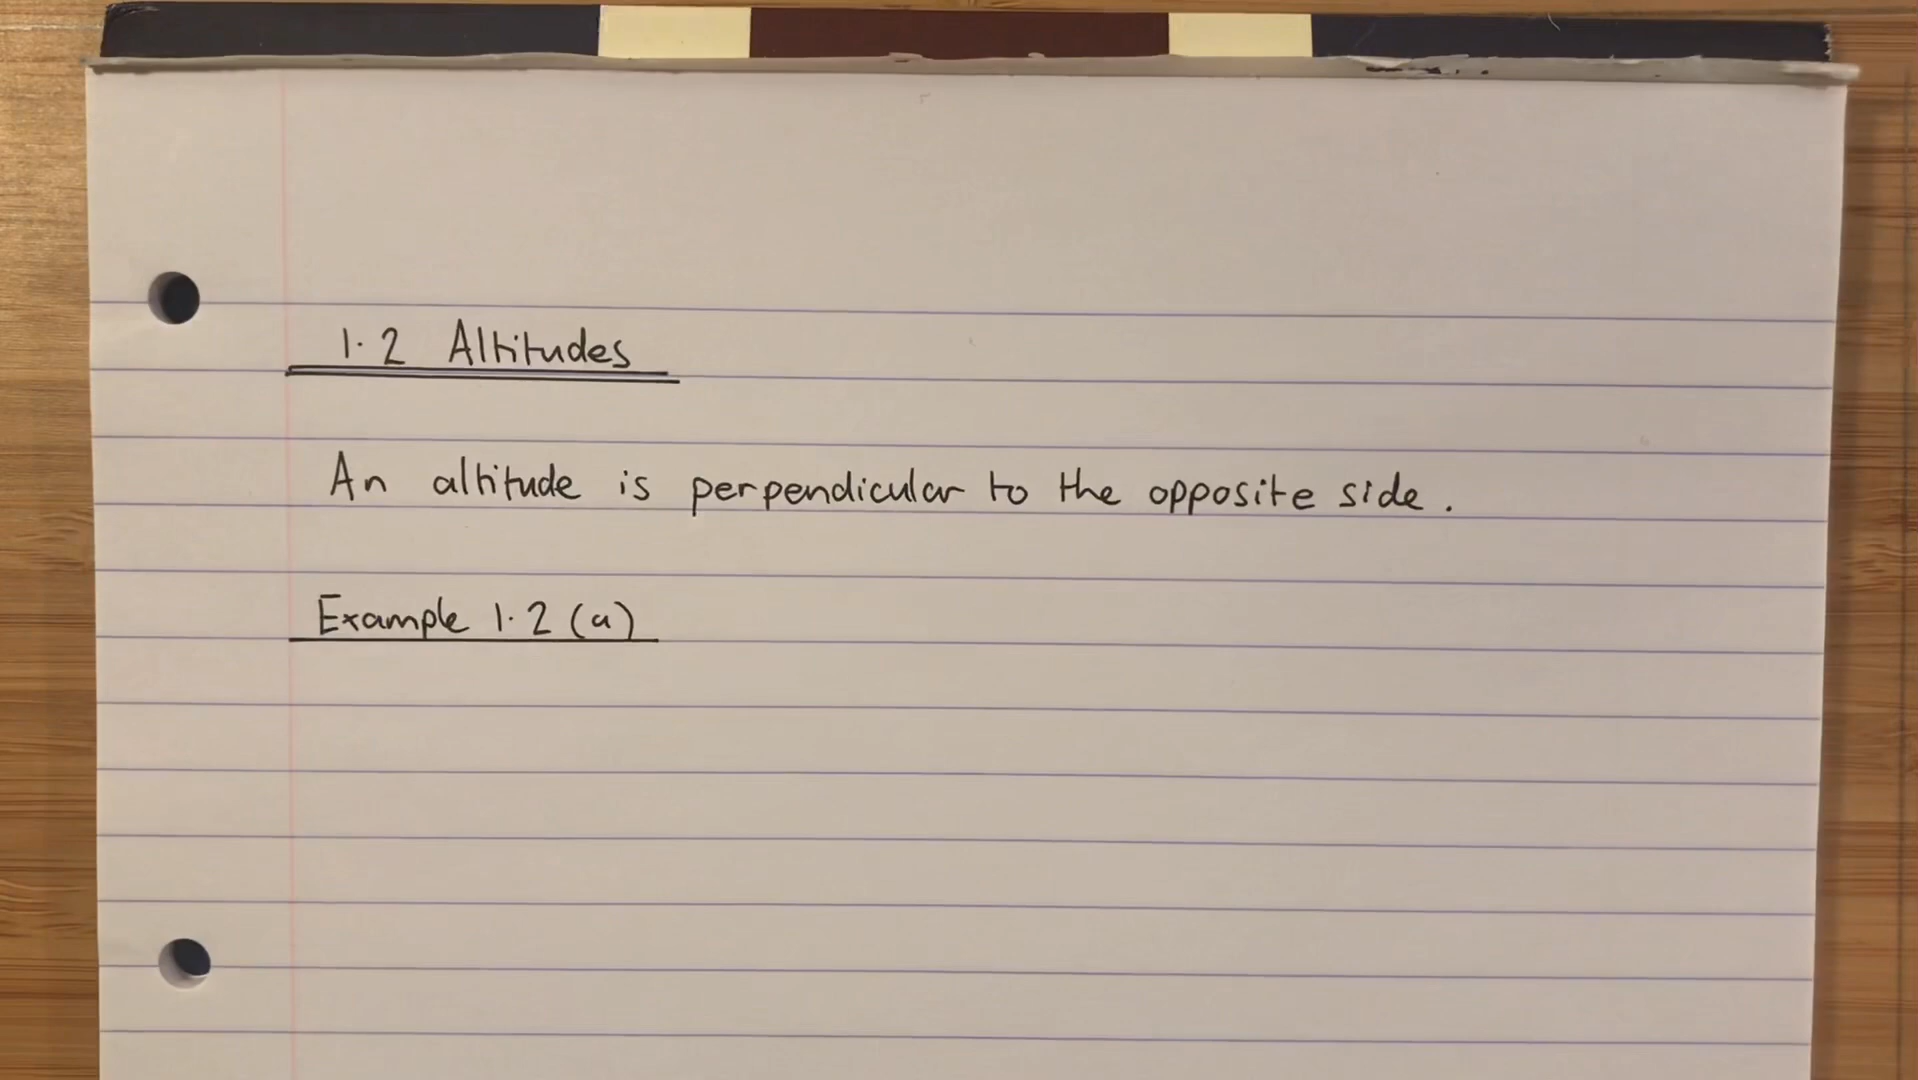 1.2 Altitudes
An altitude is perpendicular to the opposite side.
Example 1.2 (a)